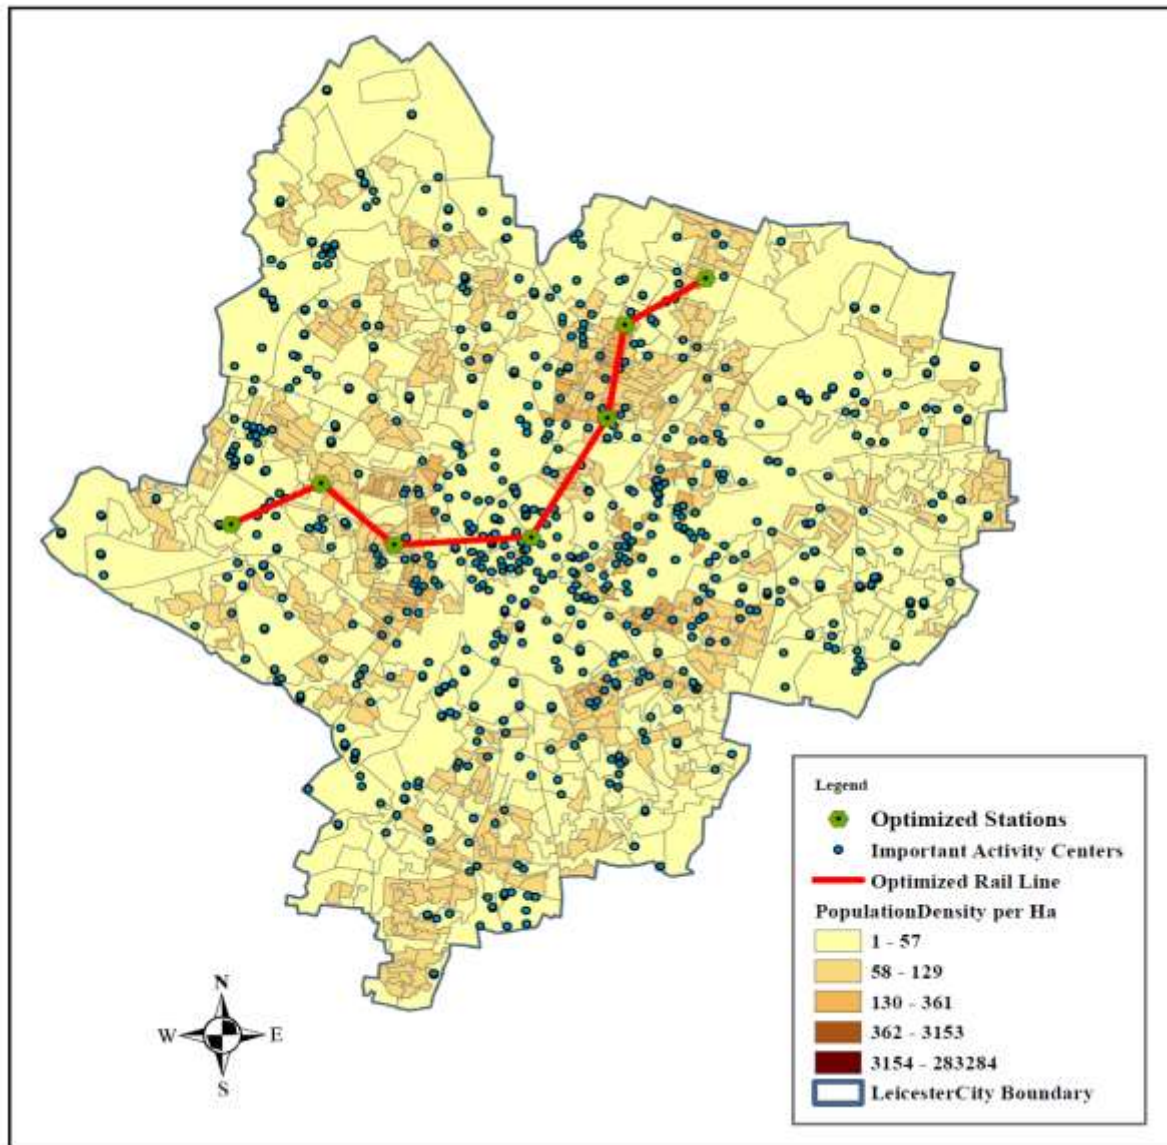 Legend
Optimized Stations
Important Activity Centers
Optimized Rail Line
PopulationDensity per Ha
1 - 57
58 - 129
130 - 361
362 - 3153
3154 - 283284
LeicesterCity Boundary
N
W E
S